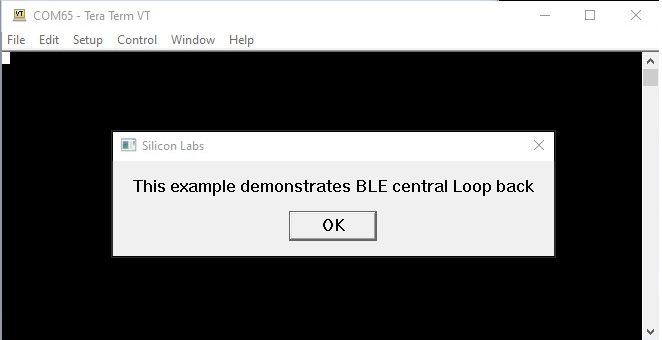 COM65 - Tera Term VT
File Edit Setup Control Window Help
Silicon Labs
This example demonstrates BLE central Loop back
OK